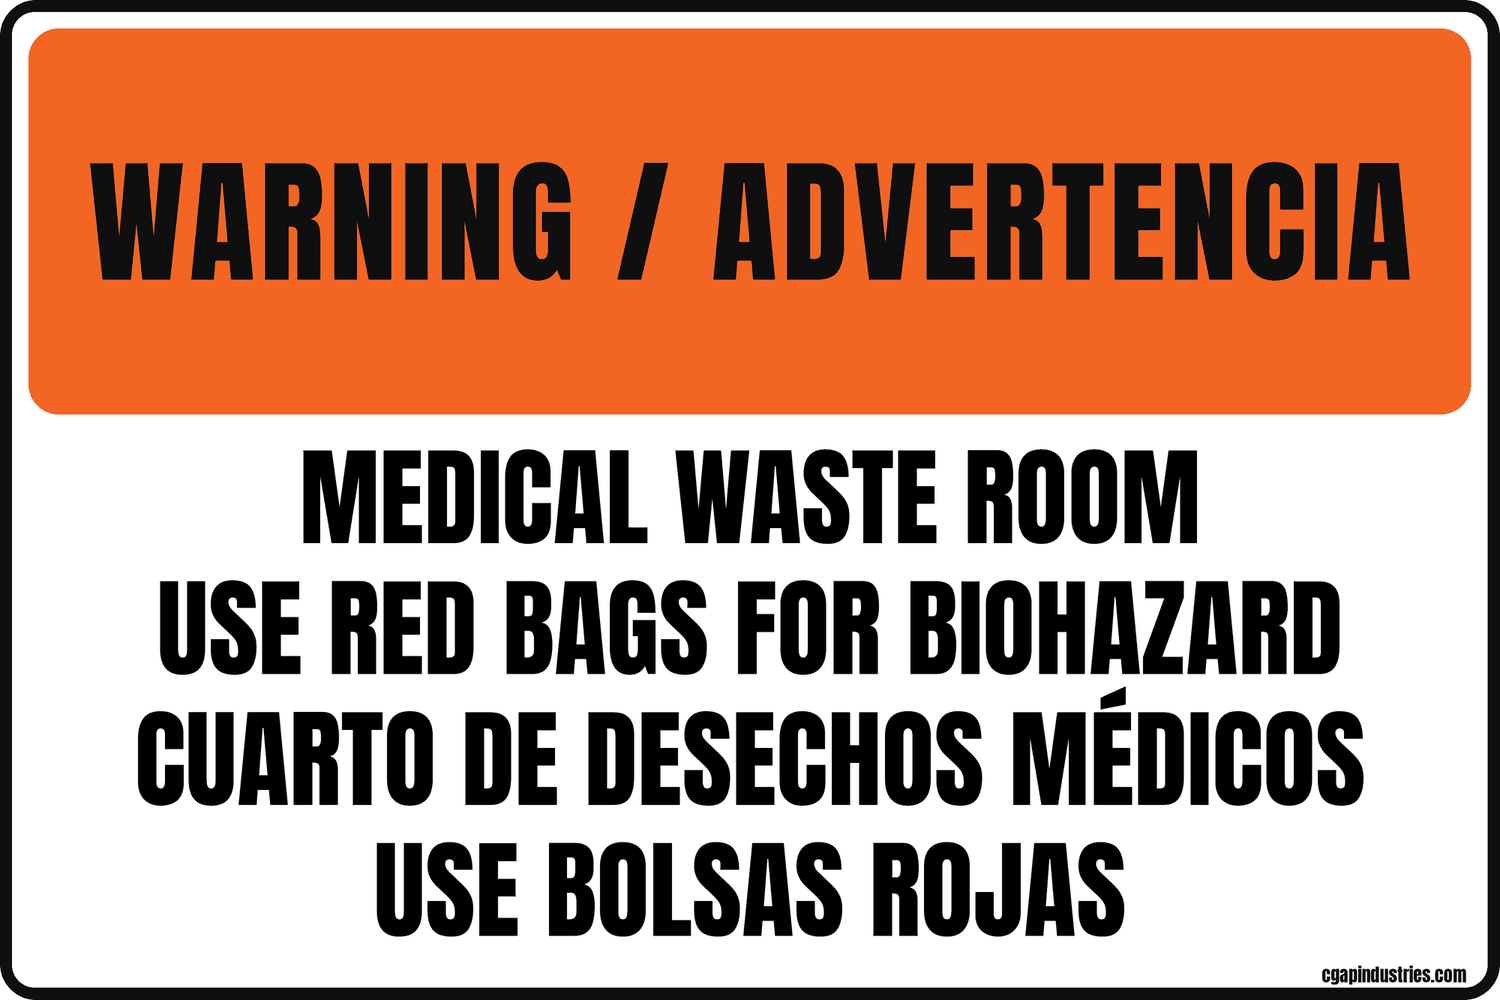 WARNING / ADVERTENCIA
MEDICAL WASTE ROOM
USE RED BAGS FOR BIOHAZARD
CUARTO DE DESECHOS MÉDICOS
USE BOLSAS ROJAS
cgapindustries.com